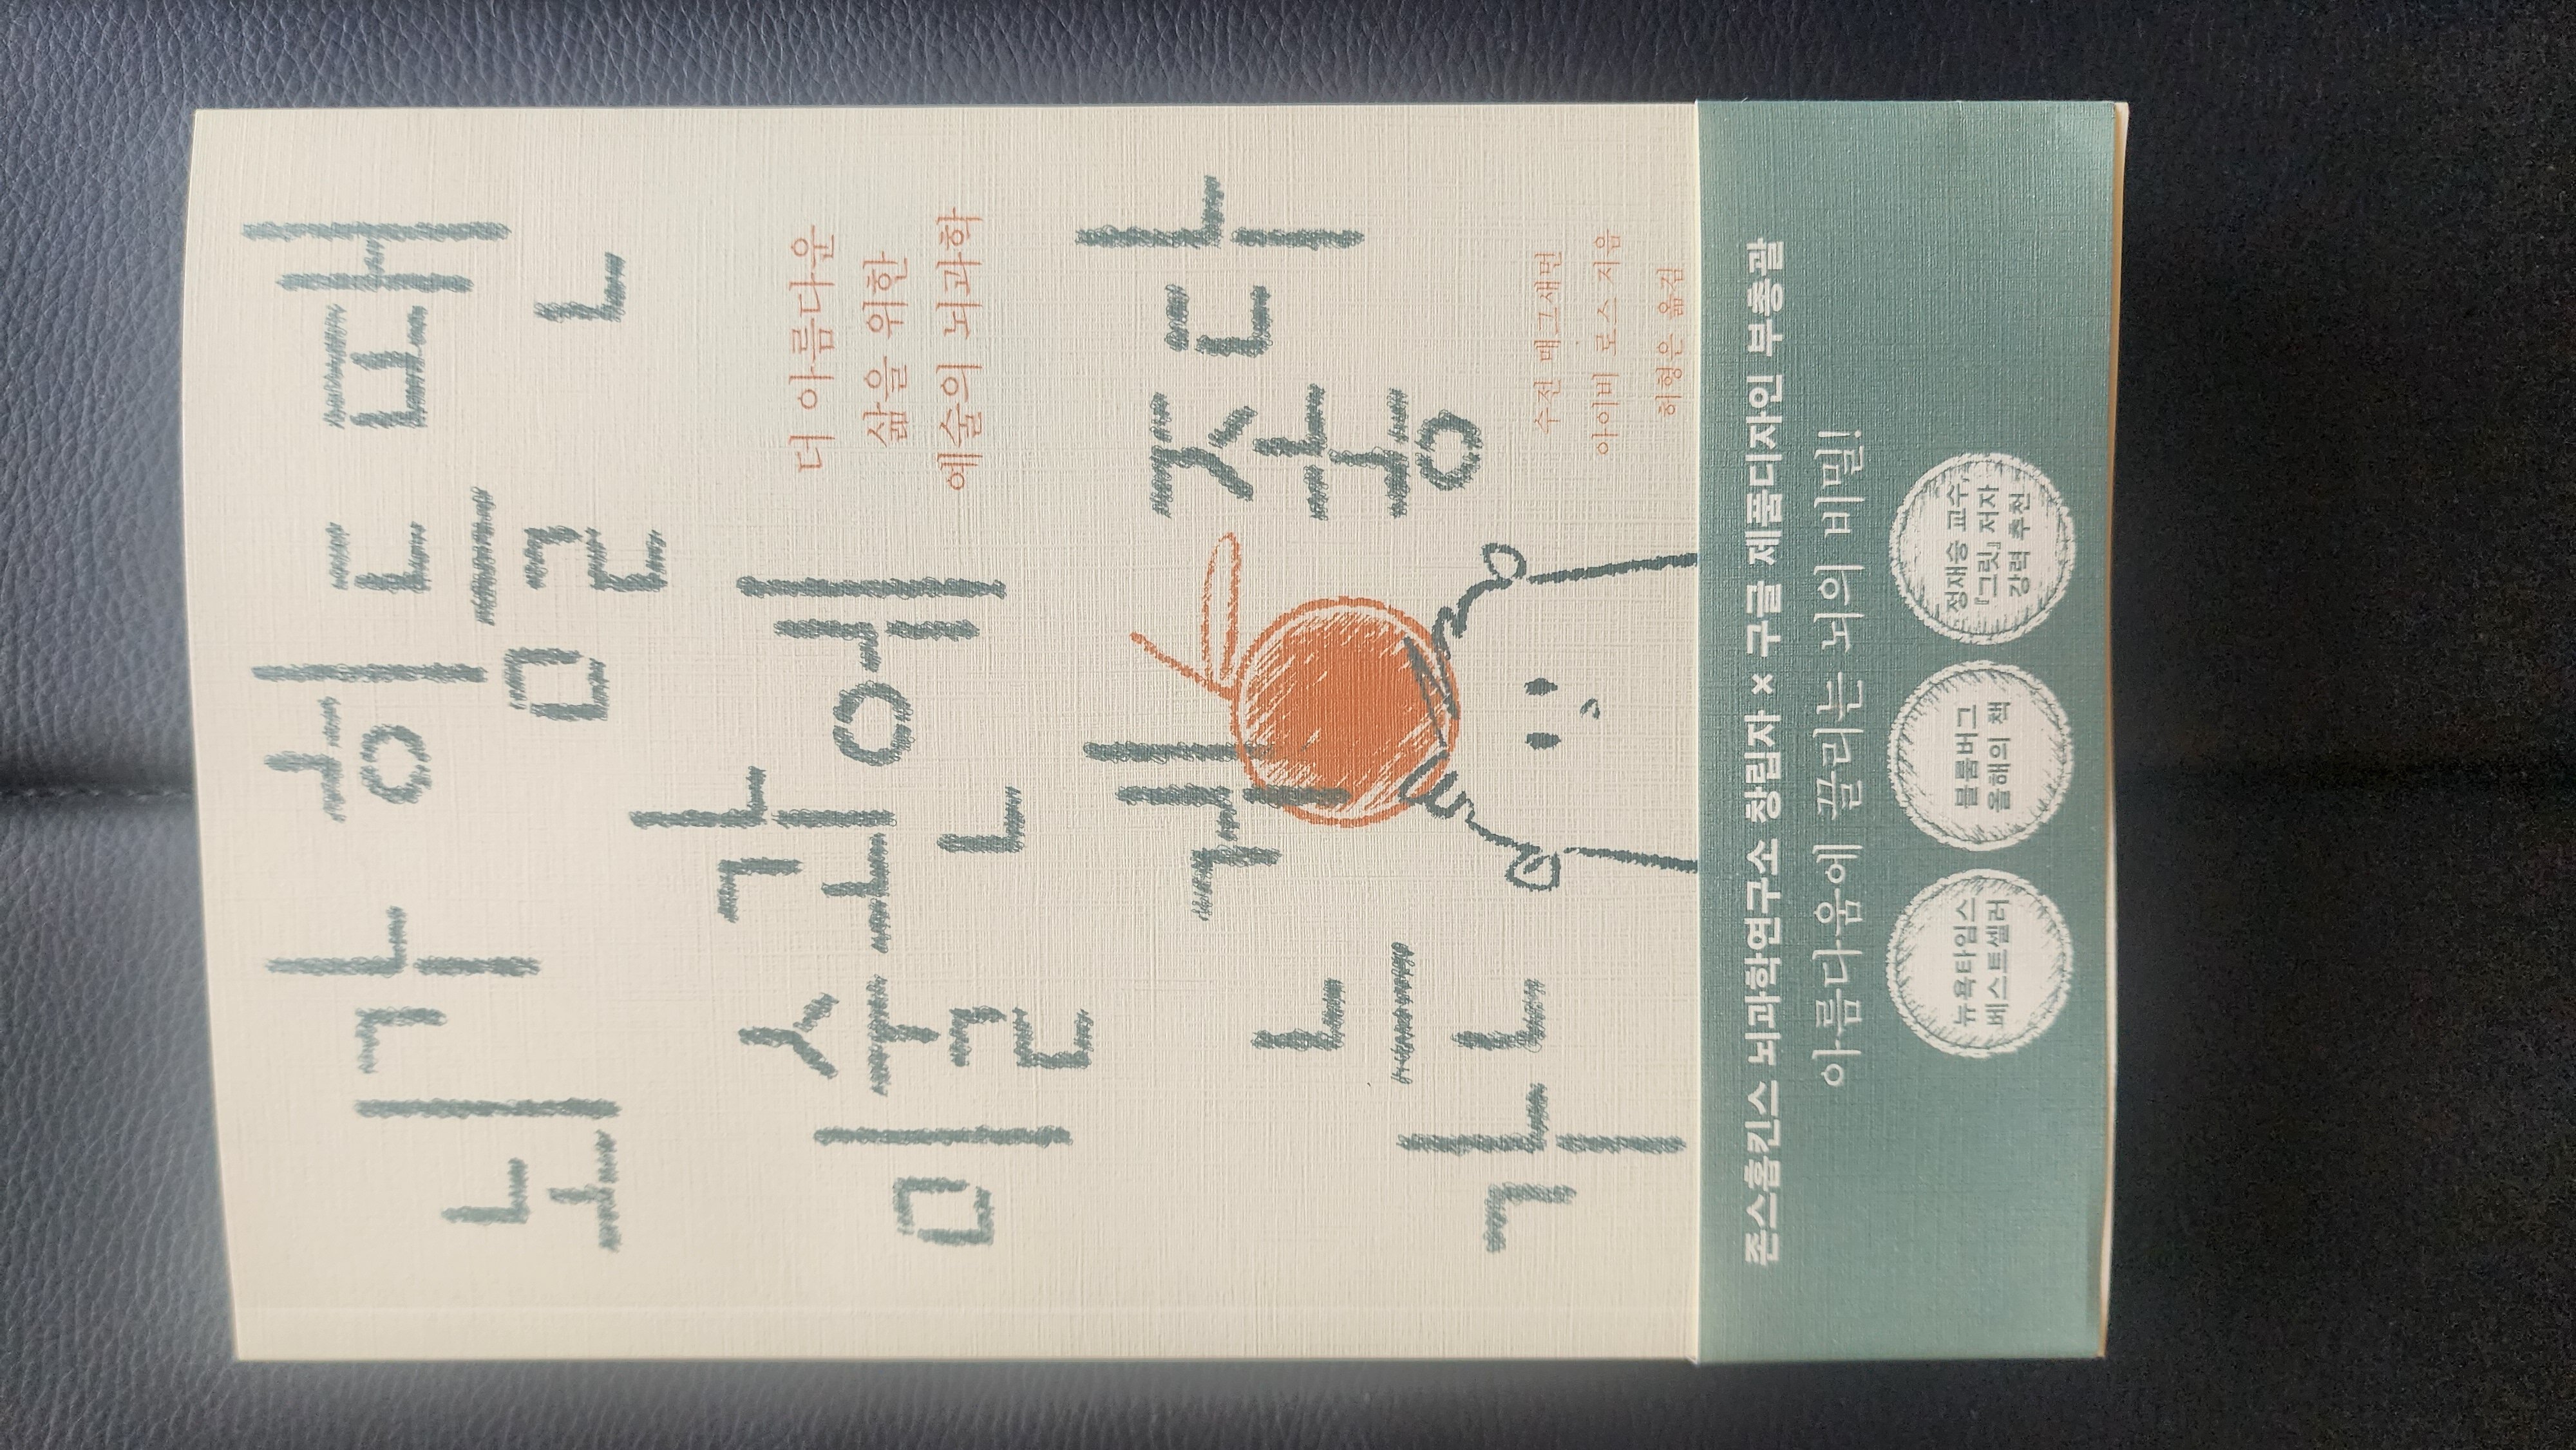 뇌가 힘들 땐
더 아름다운
삶을 위한
예술의 뇌과학
미술관에 간다
수전 매그새먼
아이비 로스 지음
허형은 옮김
존스홉킨스 뇌과학연구소 창립자 × 구글 제품디자인 부총괄
아름다움에 끌리는 뇌의 비밀!
뉴욕타임스
베스트셀러
블룸버그
올해의 책
정재승 교수,
『그릿』 저자
강력 추천